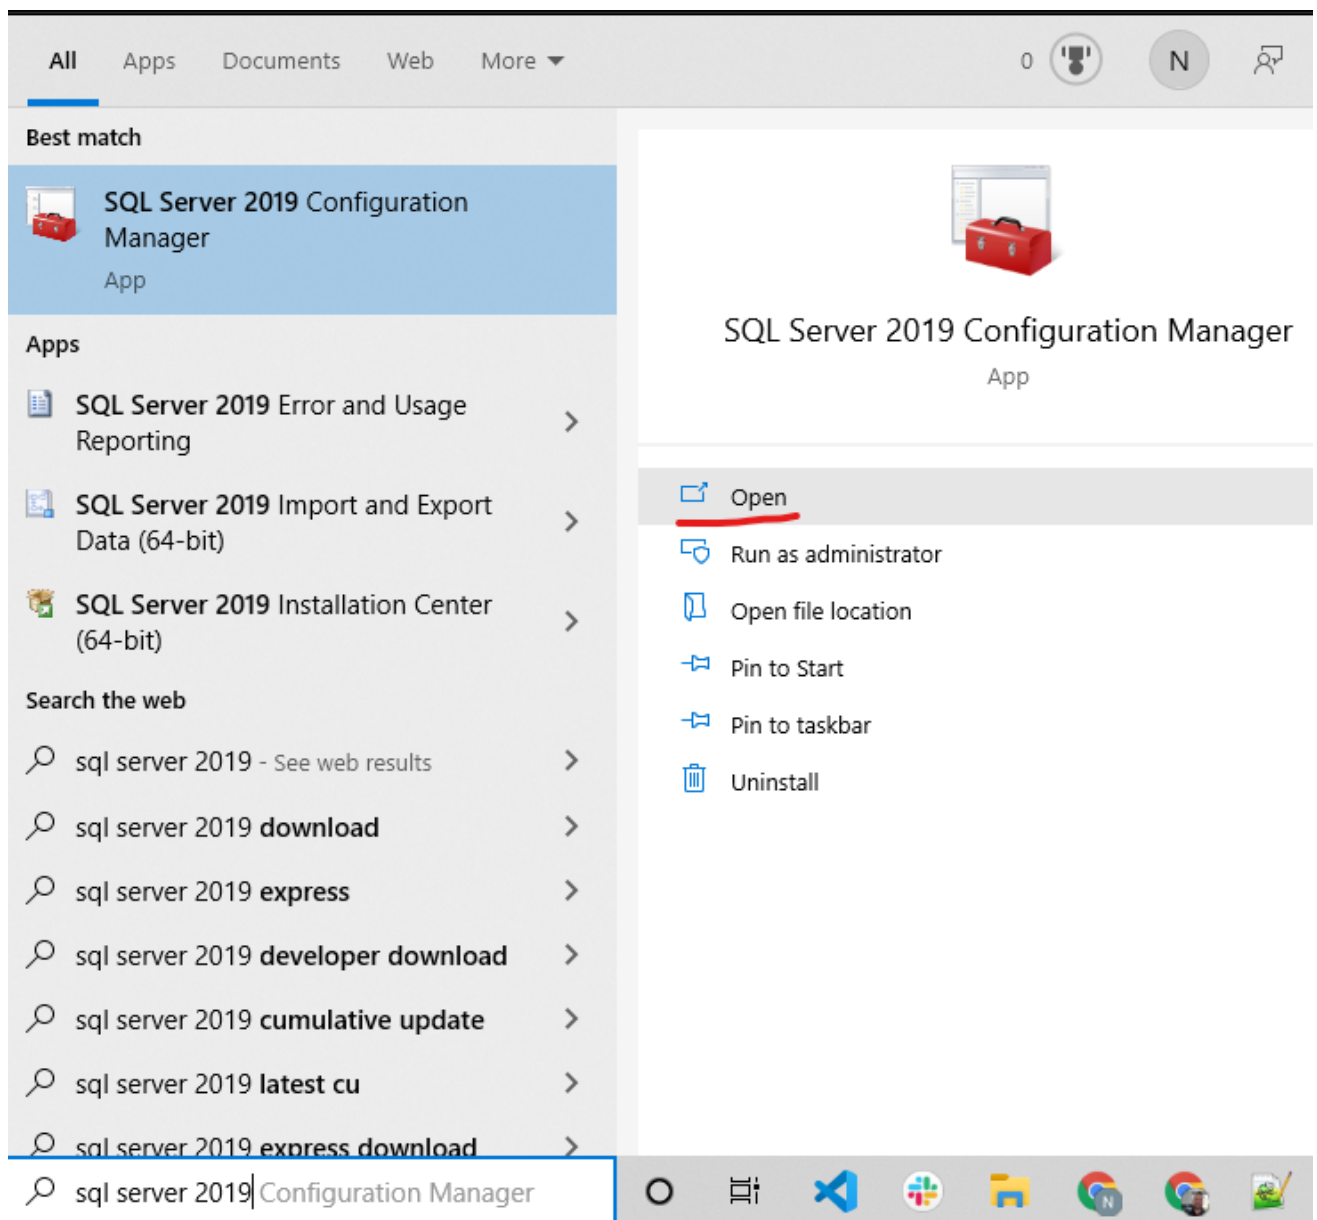 All Apps Documents Web More 0 N
Best match
SQL Server 2019 Configuration
Manager
App
Apps
SQL Server 2019 Error and Usage
Reporting
SQL Server 2019 Import and Export
Data (64-bit)
SQL Server 2019 Installation Center
(64-bit)
Search the web
sql server 2019 - See web results
sql server 2019 download
sql server 2019 express
sql server 2019 developer download
sql server 2019 cumulative update
sql server 2019 latest cu
sql server 2019 express download
sql server 2019 Configuration Manager
SQL Server 2019 Configuration Manager
App
Open
Run as administrator
Open file location
Pin to Start
Pin to taskbar
Uninstall
N